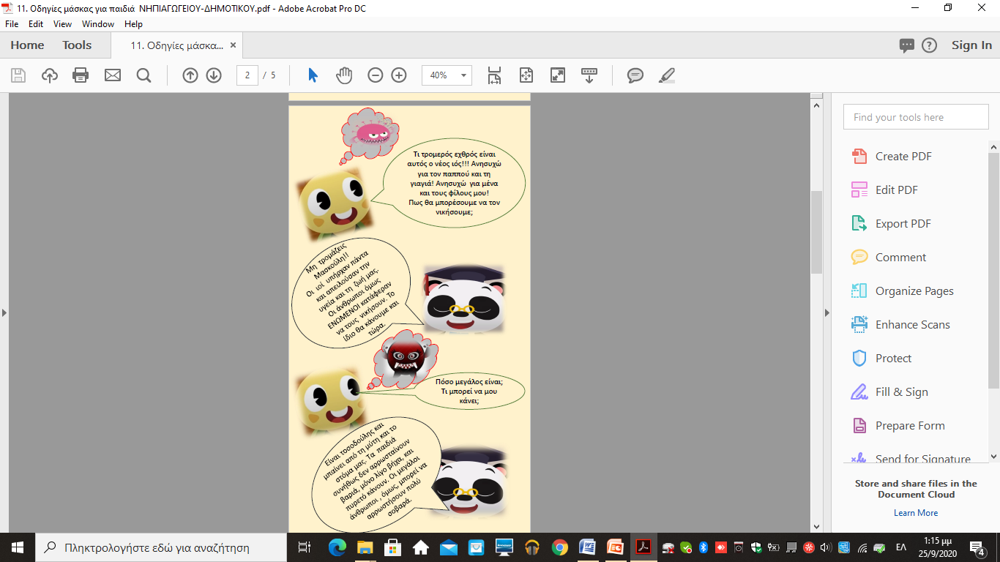 11. Οδηγίες μάσκας για παιδιά ΝΗΠΙΑΓΩΓΕΙΟΥ-ΔΗΜΟΤΙΚΟΥ.pdf - Adobe Acrobat Pro DC
File Edit View Window Help
Home Tools 11. Οδηγίες μάσκα... × Sign In
2 / 5 40%
Find your tools here
Create PDF
Edit PDF
Export PDF
Comment
Organize Pages
Enhance Scans
Protect
Fill & Sign
Prepare Form
Send for Signature
Store and share files in the
Document Cloud
Learn More
Τι τρομερός εχθρός είναι
αυτός ο νέος ιός!!! Ανησυχώ
για τον παππού και τη
γιαγιά! Ανησυχώ για μένα
και τους φίλους μου!
Πως θα μπορέσουμε να τον
νικήσουμε;
Μη τρομάζεις
Μασκούλη!!
Οι ιοί υπήρχαν πάντα
και απειλούσαν την
υγεία και τη ζωή μας.
Οι άνθρωποι όμως
ΕΝΩΜΕΝΟΙ κατάφεραν
να τους νικήσουν. Το
ίδιο θα κάνουμε και
τώρα.
Πόσο μεγάλος είναι;
Τι μπορεί να μου
κάνει;
Είναι τοσοδούλης και
μπαίνει από τη μύτη και το
στόμα μας. Τα παιδιά
συνήθως δεν αρρωσταίνουν
βαριά, μόνο λίγο βήχα, και
πυρετό κάνουν. Οι μεγάλοι
άνθρωποι , όμως, μπορεί να
αρρωστήσουν πολύ
σοβαρά.
Πληκτρολογήστε εδώ για αναζήτηση
ΕΛ
1:15 μμ
25/9/2020
4